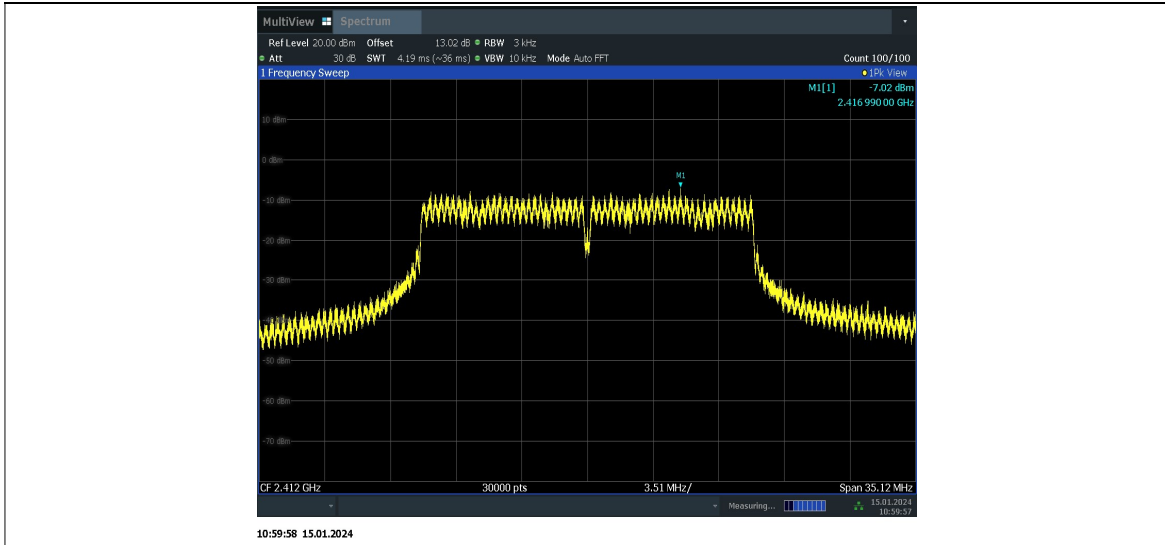 MultiView Spectrum
Ref Level 20.00 dBm Offset 13.02 dB RBW 3 kHz
Att 30 dB SWT 4.19 ms (~36 ms) VBW 10 kHz Mode Auto FFT Count 100/100
1 Frequency Sweep 1Pk View
M1[1] -7.02 dBm
2.416 990 00 GHz
10 dBm
0 dBm
M1
-10 dBm
-20 dBm
-30 dBm
-50 dBm
-60 dBm
-70 dBm
CF 2.412 GHz 30000 pts 3.51 MHz/ Span 35.12 MHz
Measuring... 15.01.2024
10:59:57
10:59:58 15.01.2024